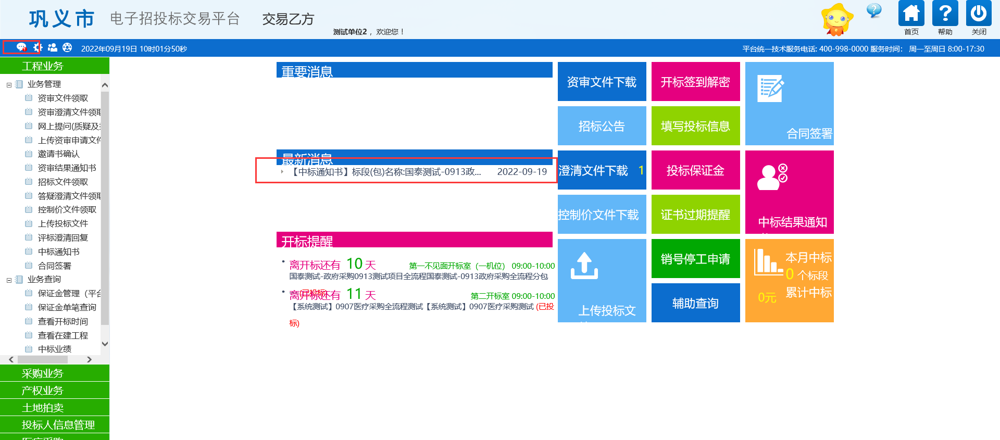 巩义市 电子招投标交易平台 交易乙方
测试单位2 ，欢迎您！
首页 帮助 关闭
2022年09月19日 10时01分50秒
平台统一技术服务电话: 400-998-0000 服务时间： 周一至周日 8:00-17:30
工程业务
业务管理
资审文件领取
资审澄清文件领取
网上提问(质疑及
上传资审申请文件
邀请书确认
资审结果通知书
招标文件领取
答疑澄清文件领取
控制价文件领取
上传投标文件
评标澄清回复
中标通知书
合同签署
业务查询
保证金管理（平台
保证金单笔查询
查看开标时间
查看在建工程
中标业绩
采购业务
产权业务
土地拍卖
投标人信息管理
医疗采购
重要消息
最新消息
【中标通知书】标段(包)名称:国泰测试-0913政... 2022-09-19
开标提醒
离开标还有 10 天 第一不见面开标室（一机位） 09:00-10:00
国泰测试-政府采购0913测试项目全流程国泰测试-0913政府采购全流程分包
(已投标)
离开标还有 11 天 第二开标室 09:00-10:00
【系统测试】0907医疗采购全流程测试【系统测试】0907医疗采购测试 (已投
标)
资审文件下载
开标签到解密
合同签署
招标公告
填写投标信息
澄清文件下载 1
投标保证金
中标结果通知
控制价文件下载
证书过期提醒
上传投标文
销号停工申请
辅助查询
本月中标
0 个标段
累计中标
0元